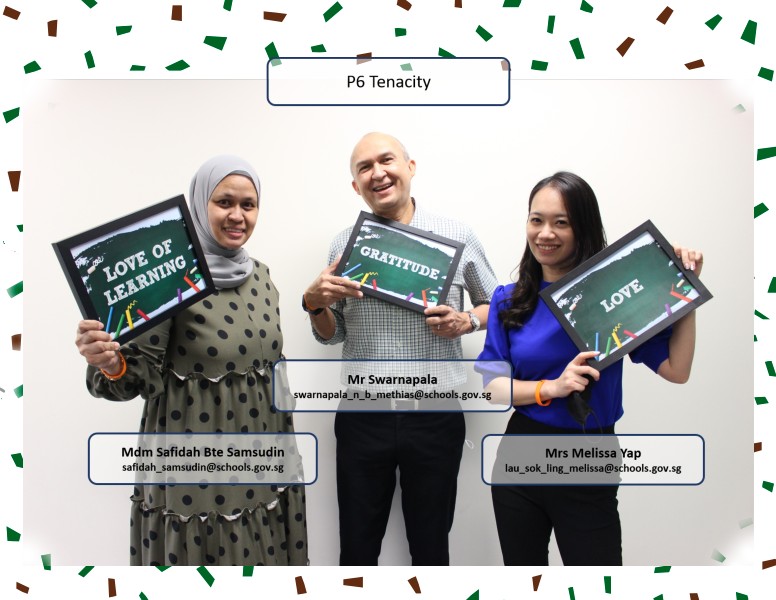 P6 Tenacity
LOVE OF
LEARNING
GRATITUDE
LOVE
Mr Swarnapala
swarnapala_n_b_methias@schools.gov.sg
Mdm Safidah Bte Samsudin
safidah_samsudin@schools.gov.sg
Mrs Melissa Yap
lau_sok_ling_melissa@schools.gov.sg